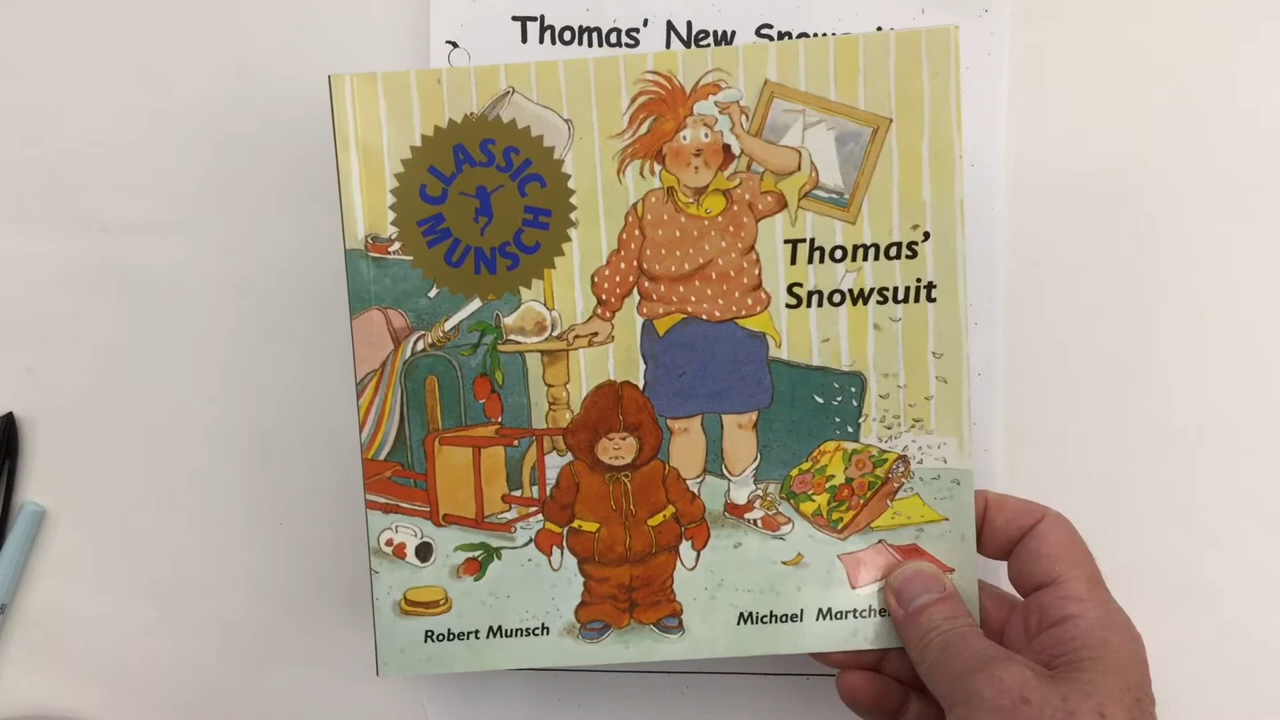 Thomas' New
CLASSIC
MUNSCH
Thomas'
Snowsuit
Robert Munsch
Michael